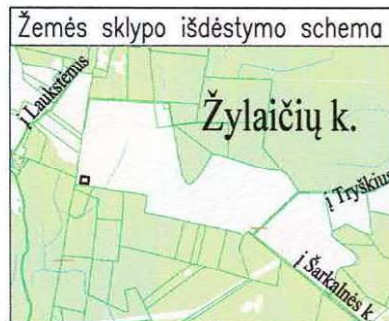 Žemės sklypo išdėstymo schema
į Laukstėnus
Žylaičių k.
į Tryškius
į Šarkalnės k